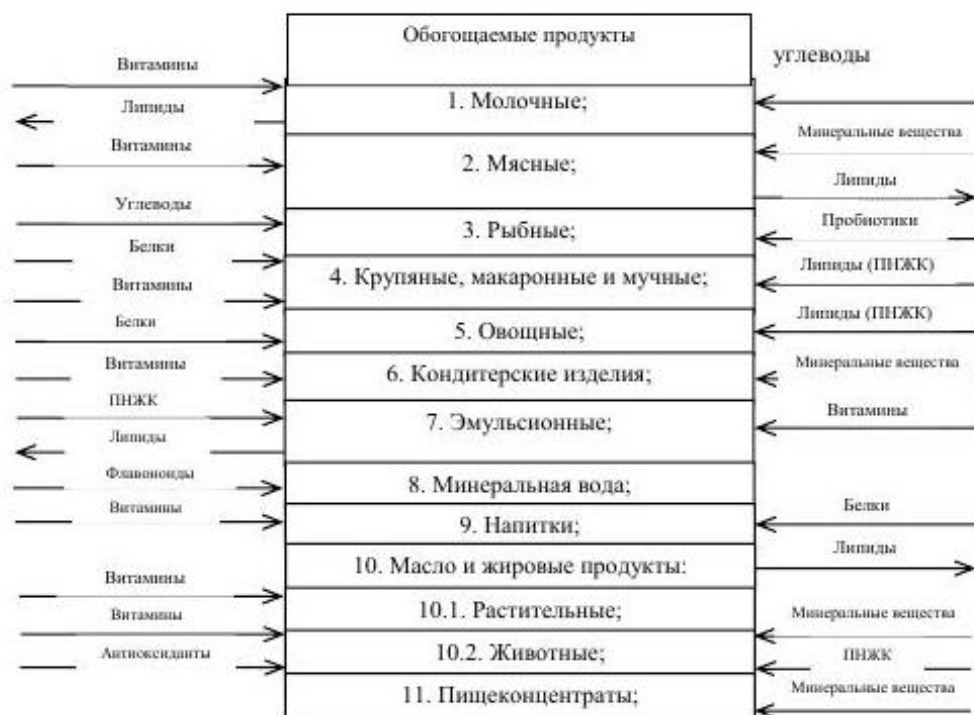 Обогощаемые продукты
углеводы
Витамины
1. Молочные;
Липиды
Минеральные вещества
Витамины
2. Мясные;
Липиды
Углеводы
Пробиотики
3. Рыбные;
Белки
Липиды (ПНЖК)
4. Крупяные, макаронные и мучные;
Витамины
Липиды (ПНЖК)
Белки
5. Овощные;
Витамины
Минеральные вещества
6. Кондитерские изделия;
ПНЖК
Витамины
7. Эмульсионные;
Липиды
Флавоноиды
8. Минеральная вода;
Витамины
Белки
9. Напитки;
Липиды
10. Масло и жировые продукты:
Витамины
10.1. Растительные;
Витамины
Минеральные вещества
Антиоксиданты
10.2. Животные;
ПНЖК
Минеральные вещества
11. Пищеконцентраты;